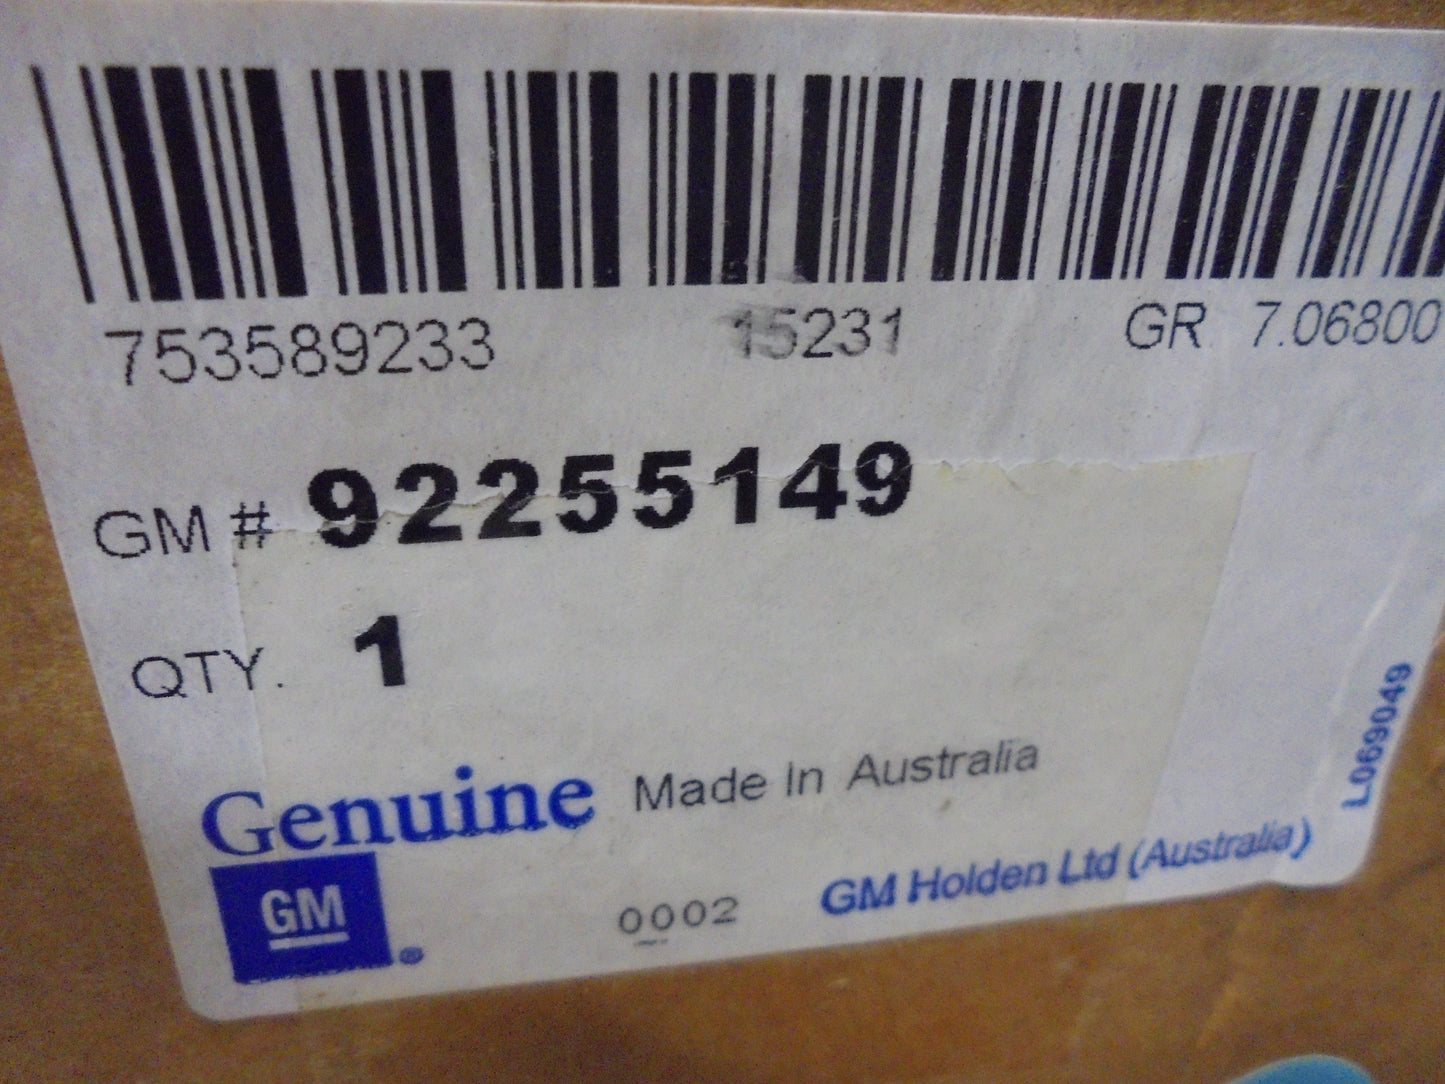 753589233 15231 GR 7.06800
GM # 92255149
QTY. 1
Genuine Made In Australia
GM ®
0002 GM Holden Ltd (Australia)
L069049